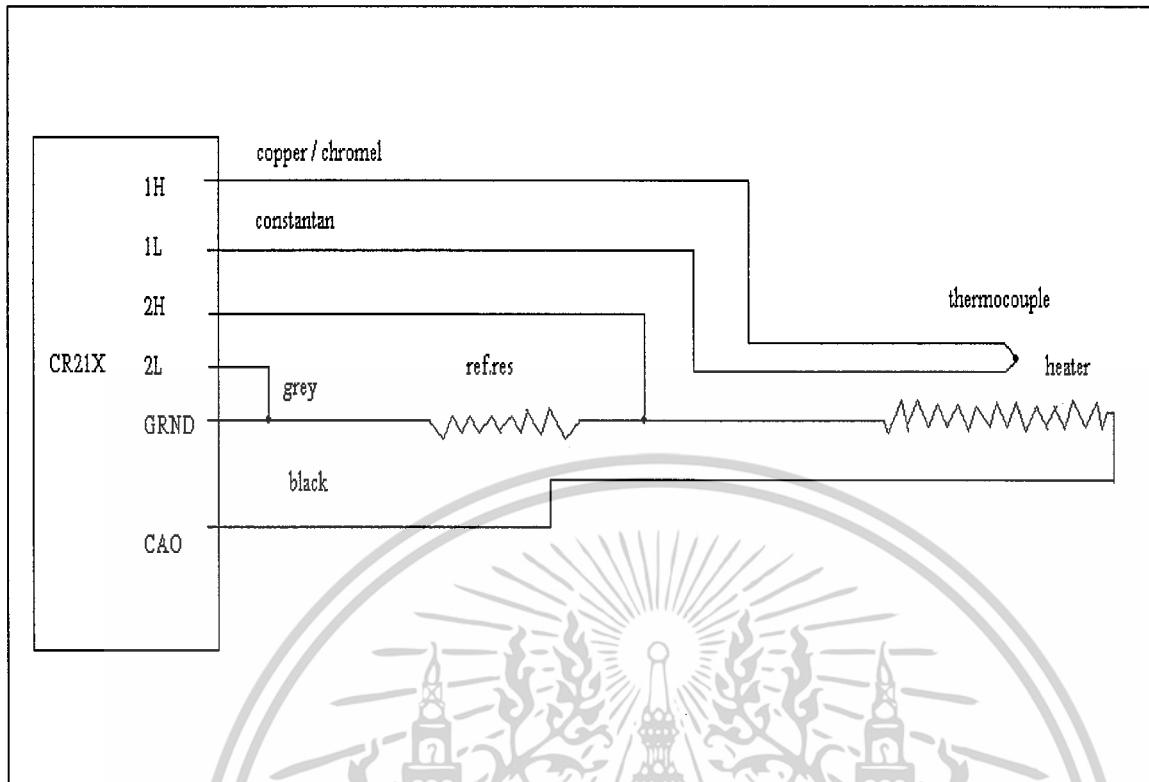 copper / chromel
1H
constantan
1L
2H
thermocouple
CR21X
2L
ref.res
heater
grey
GRND
black
CAO